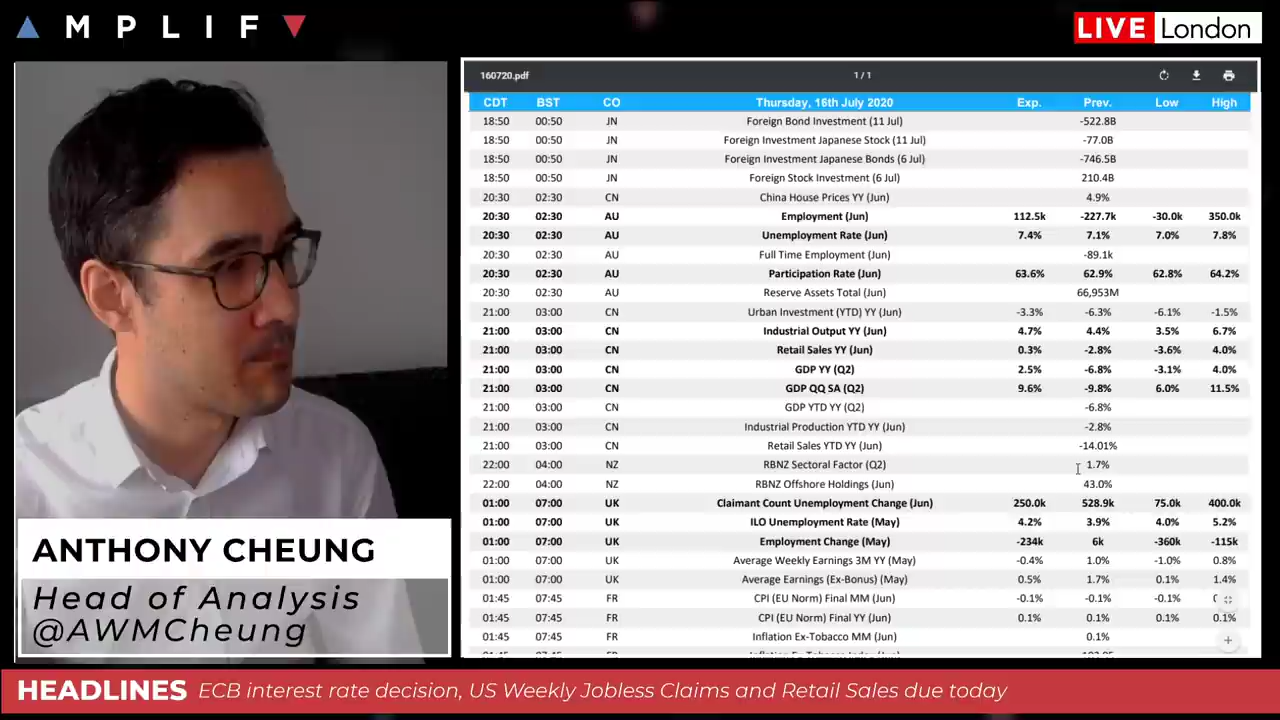 AMPLIFY
LIVE London
160720.pdf 1 / 1
CDT BST CO Thursday, 16th July 2020 Exp. Prev. Low High
18:50 00:50 JN Foreign Bond Investment (11 Jul) -522.8B
18:50 00:50 JN Foreign Investment Japanese Stock (11 Jul) -77.0B
18:50 00:50 JN Foreign Investment Japanese Bonds (6 Jul) -746.5B
18:50 00:50 JN Foreign Stock Investment (6 Jul) 210.4B
20:30 02:30 CN China House Prices YY (Jun) 4.9%
20:30 02:30 AU Employment (Jun) 112.5k -227.7k -30.0k 350.0k
20:30 02:30 AU Unemployment Rate (Jun) 7.4% 7.1% 7.0% 7.8%
20:30 02:30 AU Full Time Employment (Jun) -89.1k
20:30 02:30 AU Participation Rate (Jun) 63.6% 62.9% 62.8% 64.2%
20:30 02:30 AU Reserve Assets Total (Jun) 66,953M
21:00 03:00 CN Urban Investment (YTD) YY (Jun) -3.3% -6.3% -6.1% -1.5%
21:00 03:00 CN Industrial Output YY (Jun) 4.7% 4.4% 3.5% 6.7%
21:00 03:00 CN Retail Sales YY (Jun) 0.3% -2.8% -3.6% 4.0%
21:00 03:00 CN GDP YY (Q2) 2.5% -6.8% -3.1% 4.0%
21:00 03:00 CN GDP QQ SA (Q2) 9.6% -9.8% 6.0% 11.5%
21:00 03:00 CN GDP YTD YY (Q2) -6.8%
21:00 03:00 CN Industrial Production YTD YY (Jun) -2.8%
21:00 03:00 CN Retail Sales YTD YY (Jun) -14.01%
22:00 04:00 NZ RBNZ Sectoral Factor (Q2) 1.7%
22:00 04:00 NZ RBNZ Offshore Holdings (Jun) 43.0%
01:00 07:00 UK Claimant Count Unemployment Change (Jun) 250.0k 528.9k 75.0k 400.0k
01:00 07:00 UK ILO Unemployment Rate (May) 4.2% 3.9% 4.0% 5.2%
01:00 07:00 UK Employment Change (May) -234k 6k -360k -115k
01:00 07:00 UK Average Weekly Earnings 3M YY (May) -0.4% 1.0% -1.0% 0.8%
01:00 07:00 UK Average Earnings (Ex-Bonus) (May) 0.5% 1.7% 0.1% 1.4%
01:45 07:45 FR CPI (EU Norm) Final MM (Jun) -0.1% -0.1% -0.1%
01:45 07:45 FR CPI (EU Norm) Final YY (Jun) 0.1% 0.1% 0.1% 0.1%
01:45 07:45 FR Inflation Ex-Tobacco MM (Jun) 0.1%
ANTHONY CHEUNG
Head of Analysis
@AWMCheung
HEADLINES ECB interest rate decision, US Weekly Jobless Claims and Retail Sales due today